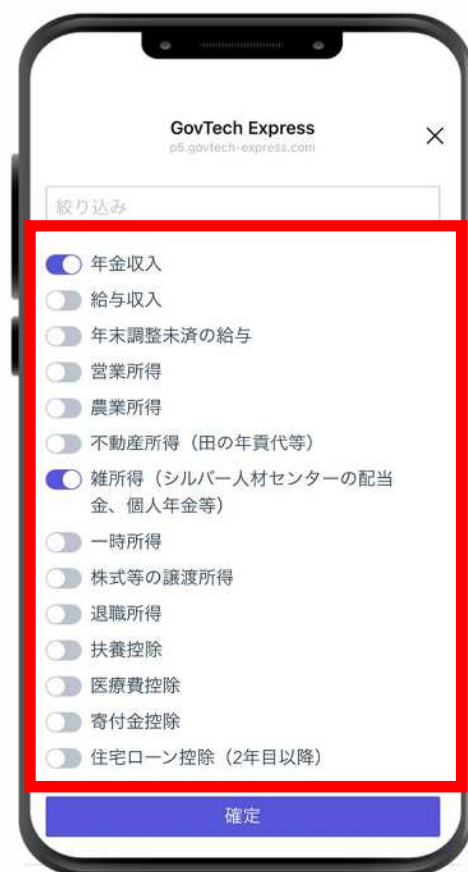 GovTech Express
p5.govtech-express.com
絞り込み
年金収入
給与収入
年末調整未済の給与
営業所得
農業所得
不動産所得（田の年貢代等）
雑所得（シルバー人材センターの配当
金、個人年金等）
一時所得
株式等の譲渡所得
退職所得
扶養控除
医療費控除
寄付金控除
住宅ローン控除（2年目以降）
確定